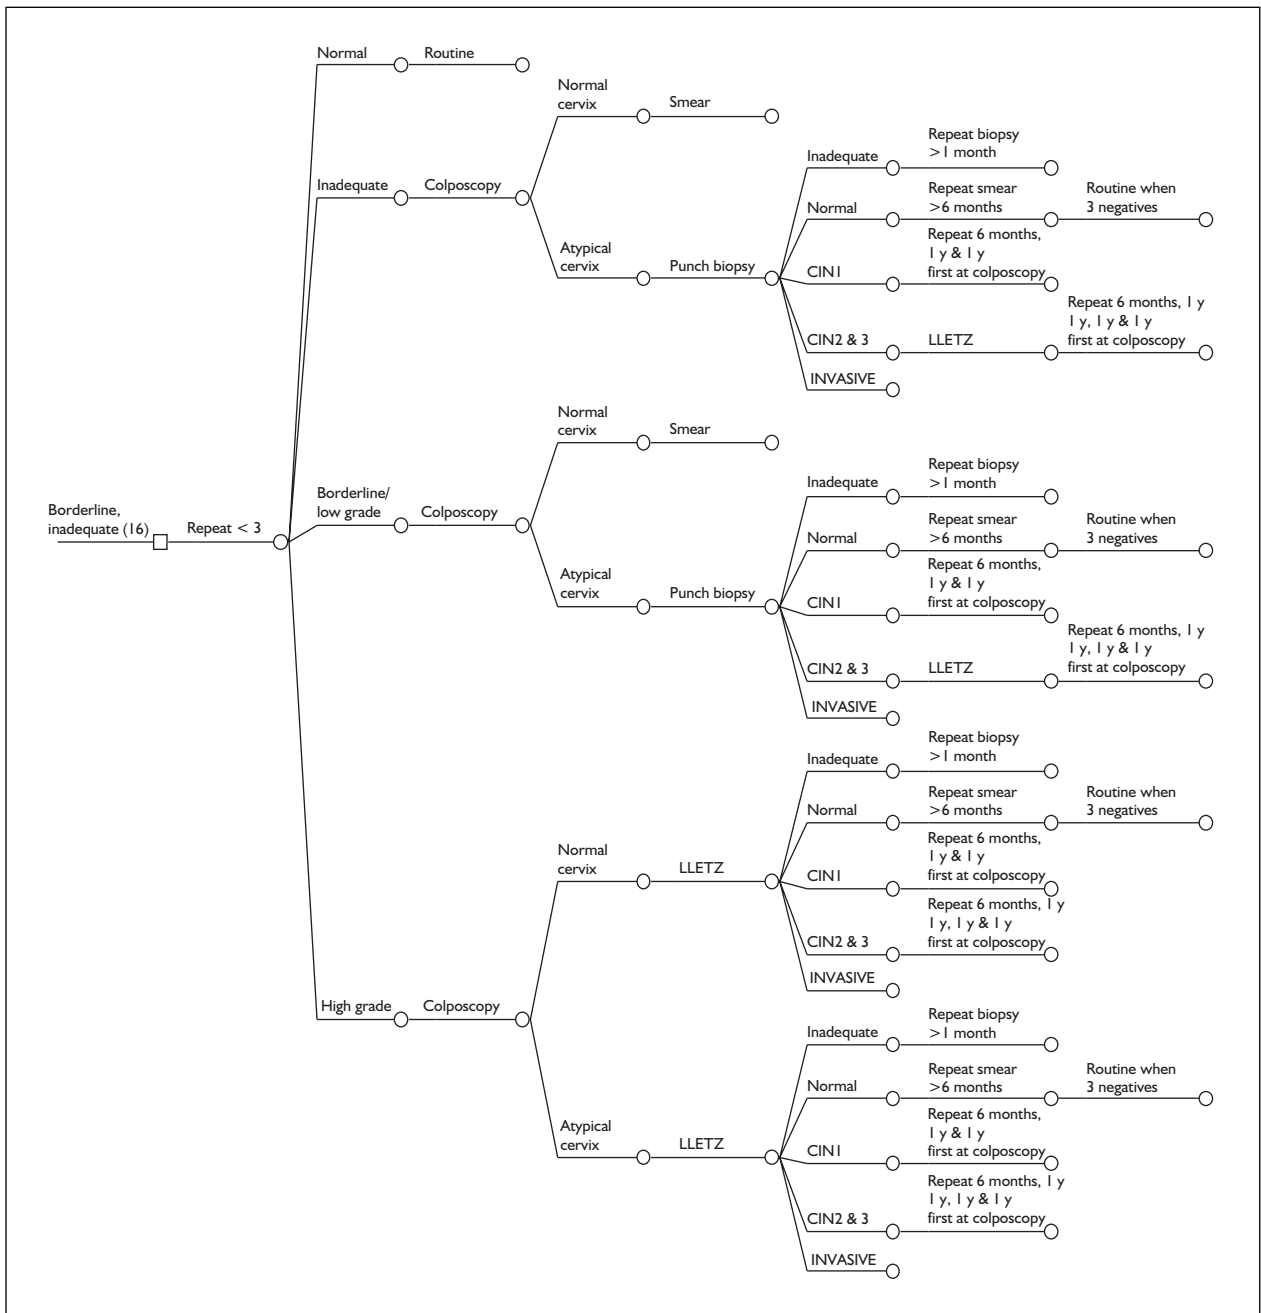 Normal
Routine
Normal
cervix
Smear
Inadequate
Colposcopy
Atypical
cervix
Punch biopsy
Inadequate
Repeat biopsy
>1 month
Normal
Repeat smear
>6 months
Routine when
3 negatives
CIN1
Repeat 6 months,
1 y & 1 y
first at colposcopy
CIN2 & 3
LLETZ
Repeat 6 months, 1 y
1 y, 1 y & 1 y
first at colposcopy
INVASIVE
Borderline,
inadequate (16)
Repeat < 3
Borderline/
low grade
Colposcopy
Normal
cervix
Smear
Atypical
cervix
Punch biopsy
Inadequate
Repeat biopsy
>1 month
Normal
Repeat smear
>6 months
Routine when
3 negatives
CIN1
Repeat 6 months,
1 y & 1 y
first at colposcopy
CIN2 & 3
LLETZ
Repeat 6 months, 1 y
1 y, 1 y & 1 y
first at colposcopy
INVASIVE
High grade
Colposcopy
Normal
cervix
LLETZ
Inadequate
Repeat biopsy
>1 month
Normal
Repeat smear
>6 months
Routine when
3 negatives
CIN1
Repeat 6 months,
1 y & 1 y
first at colposcopy
CIN2 & 3
Repeat 6 months, 1 y
1 y, 1 y & 1 y
first at colposcopy
INVASIVE
Atypical
cervix
LLETZ
Inadequate
Repeat biopsy
>1 month
Normal
Repeat smear
>6 months
Routine when
3 negatives
CIN1
Repeat 6 months,
1 y & 1 y
first at colposcopy
CIN2 & 3
Repeat 6 months, 1 y
1 y, 1 y & 1 y
first at colposcopy
INVASIVE